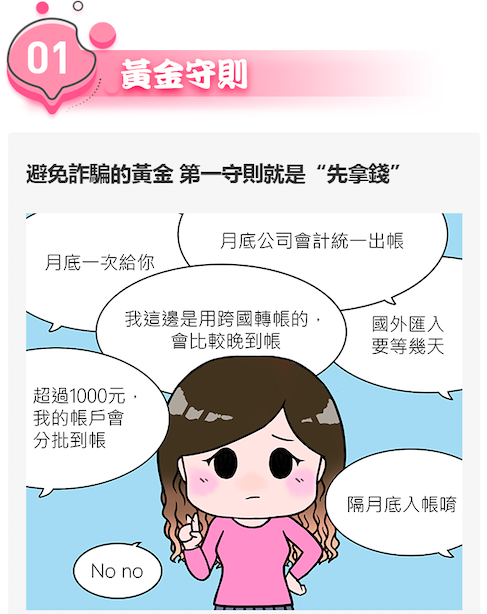 01
黃金守則
避免詐騙的黃金 第一守則就是“先拿錢”
月底公司會計統一出帳
月底一次給你
我這邊是用跨國轉帳的，
會比較晚到帳
國外匯入
要等幾天
超過1000元，
我的帳戶會
分批到帳
隔月底入帳唷
No no